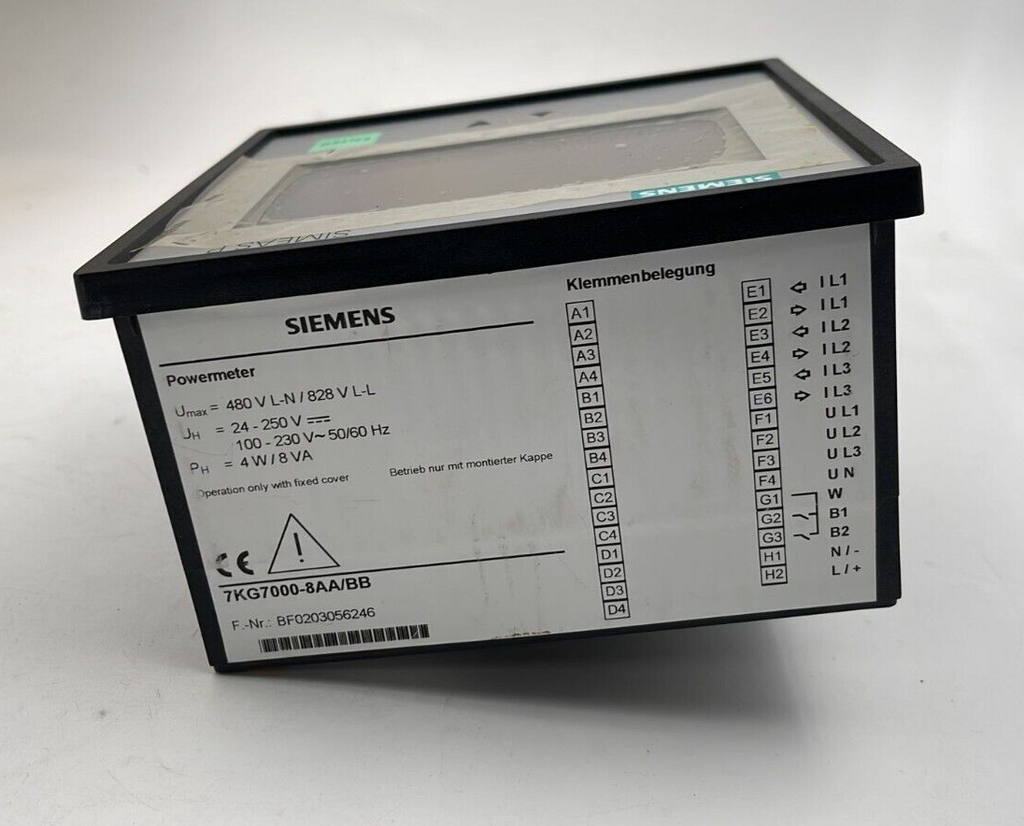 ENTER
SIEMENS
SIMEAS P
SIEMENS
Powermeter
Umax = 480 V L-N / 828 V L-L
UH = 24 - 250 V ⎓
100 - 230 V ~ 50/60 Hz
PH = 4 W / 8 VA
Operation only with fixed cover
Betrieb nur mit montierter Kappe
CE
7KG7000-8AA/BB
F.-Nr.: BF0203056246
Klemmenbelegung
A1
A2
A3
A4
B1
B2
B3
B4
C1
C2
C3
C4
D1
D2
D3
D4
E1 I L1
E2 I L1
E3 I L2
E4 I L2
E5 I L3
E6 I L3
F1 U L1
F2 U L2
F3 U L3
F4 U N
G1 W
G2 B1
G3 B2
H1 N / -
H2 L / +